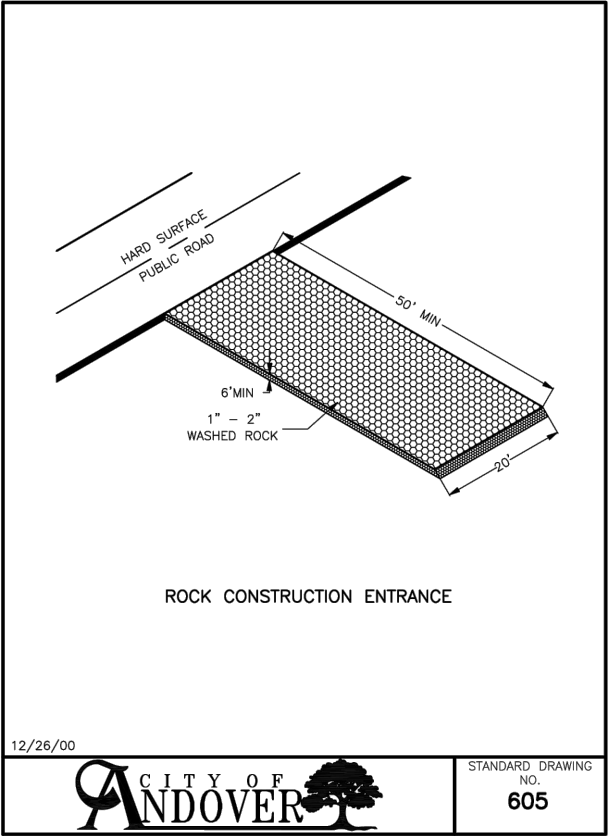 HARD SURFACE
PUBLIC ROAD
50' MIN
6'MIN
1" - 2"
WASHED ROCK
20'
ROCK CONSTRUCTION ENTRANCE
12/26/00
CITY OF
ANDOVER
STANDARD DRAWING
NO.
605